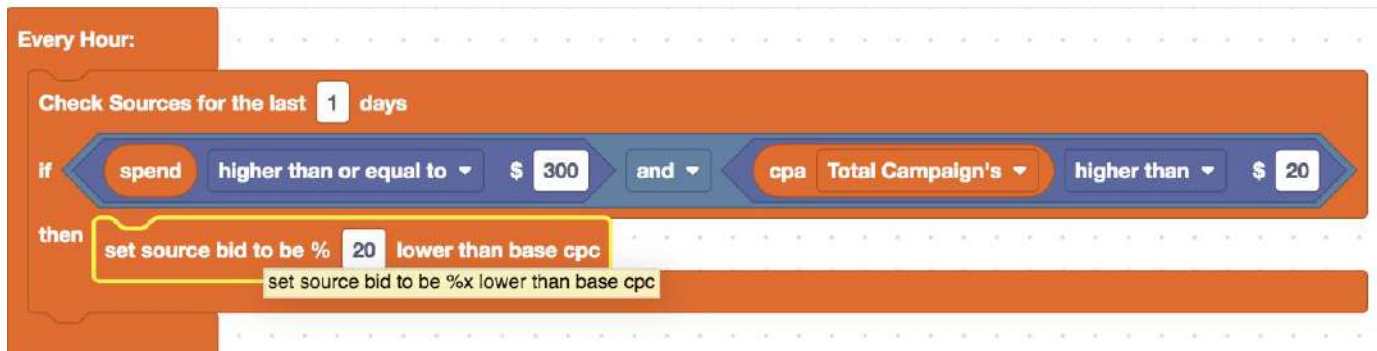 Every Hour:
Check Sources for the last 1 days
if spend higher than or equal to $ 300 and cpa Total Campaign's higher than $ 20
then set source bid to be % 20 lower than base cpc
set source bid to be %x lower than base cpc